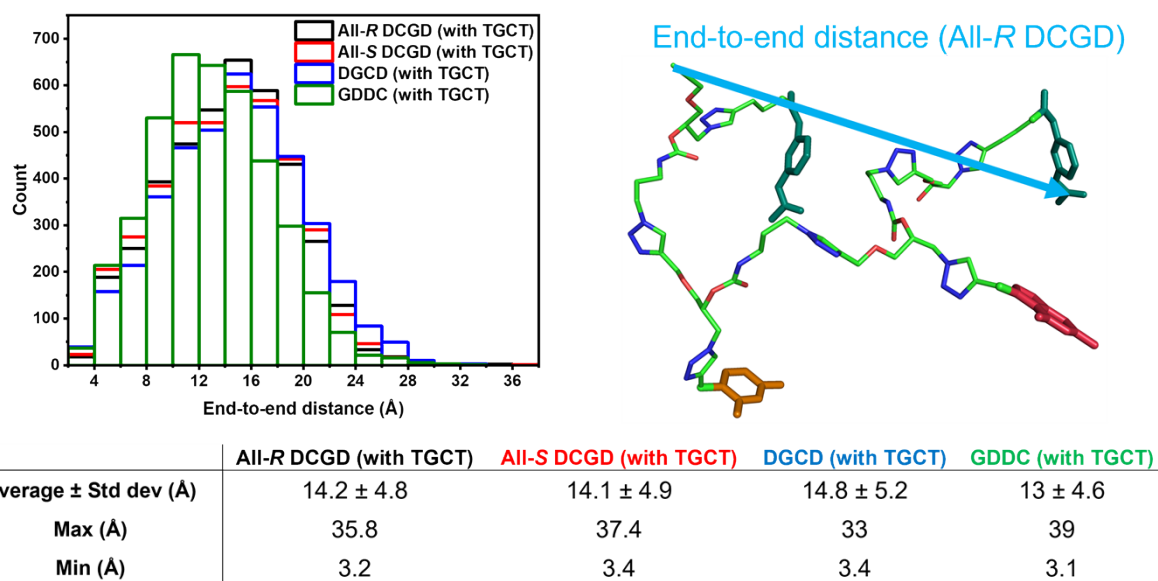 700
600
500
400
300
200
100
0
Count
4 8 12 16 20 24 28 32 36
End-to-end distance (Å)
All-R DCGD (with TGCT)
All-S DCGD (with TGCT)
DGCD (with TGCT)
GDDC (with TGCT)
End-to-end distance (All-R DCGD)
All-R DCGD (with TGCT) All-S DCGD (with TGCT) DGCD (with TGCT) GDDC (with TGCT)
verage ± Std dev (Å) 14.2 ± 4.8 14.1 ± 4.9 14.8 ± 5.2 13 ± 4.6
Max (Å) 35.8 37.4 33 39
Min (Å) 3.2 3.4 3.4 3.1